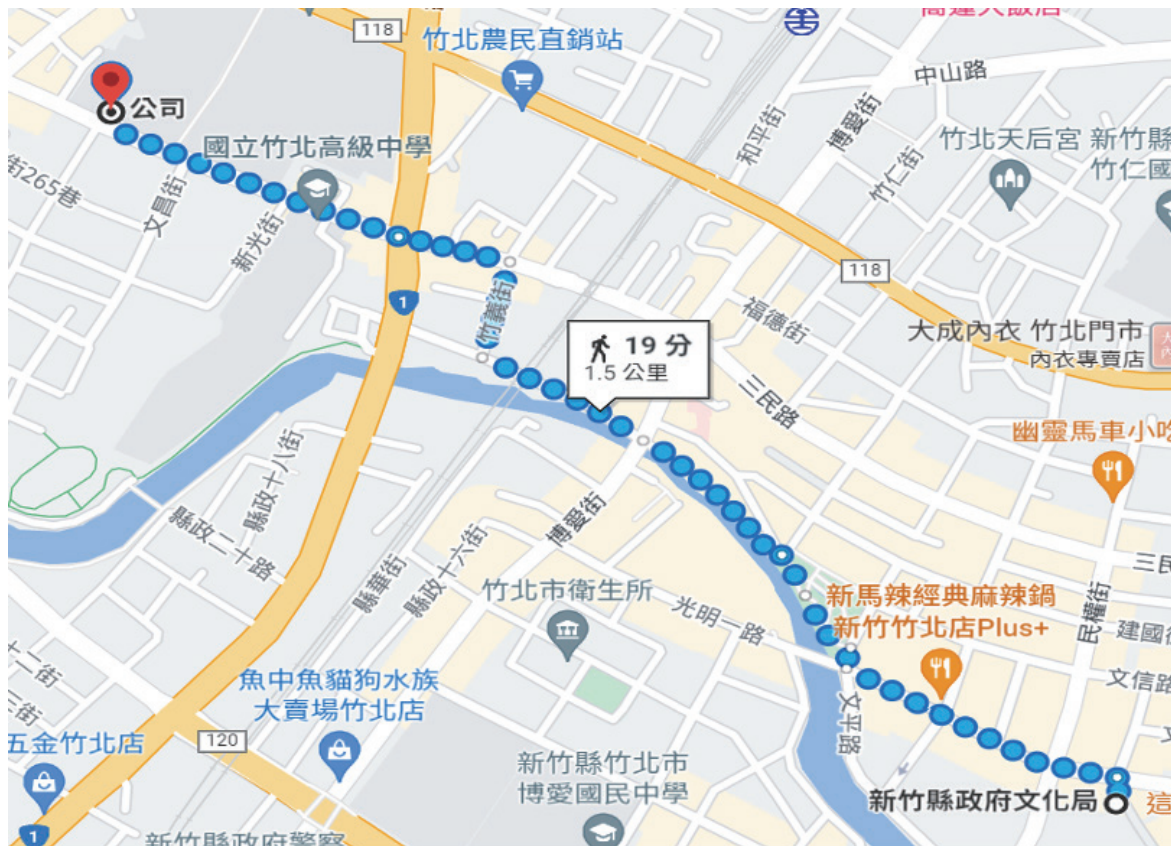 118
竹北農民直銷站
中山路
公司
國立竹北高級中學
和平街
博愛街
竹仁街
竹北天后宮
新竹縣
竹仁國
街265巷
文昌街
新光街
118
1
竹義街
福德街
19 分
1.5 公里
大成內衣 竹北門市
內衣專賣店
三民路
幽靈馬車小吃
縣政十八街
縣政二十路
博愛街
縣華街
縣政十六街
竹北市衛生所
光明一路
新馬辣經典麻辣鍋
新竹竹北店Plus+
三民
民權街
建國街
文信路
十二街
三街
魚中魚貓狗水族
大賣場竹北店
文平路
五金竹北店
120
新竹縣竹北市
博愛國民中學
新竹縣政府文化局
這
1
新竹縣政府警察